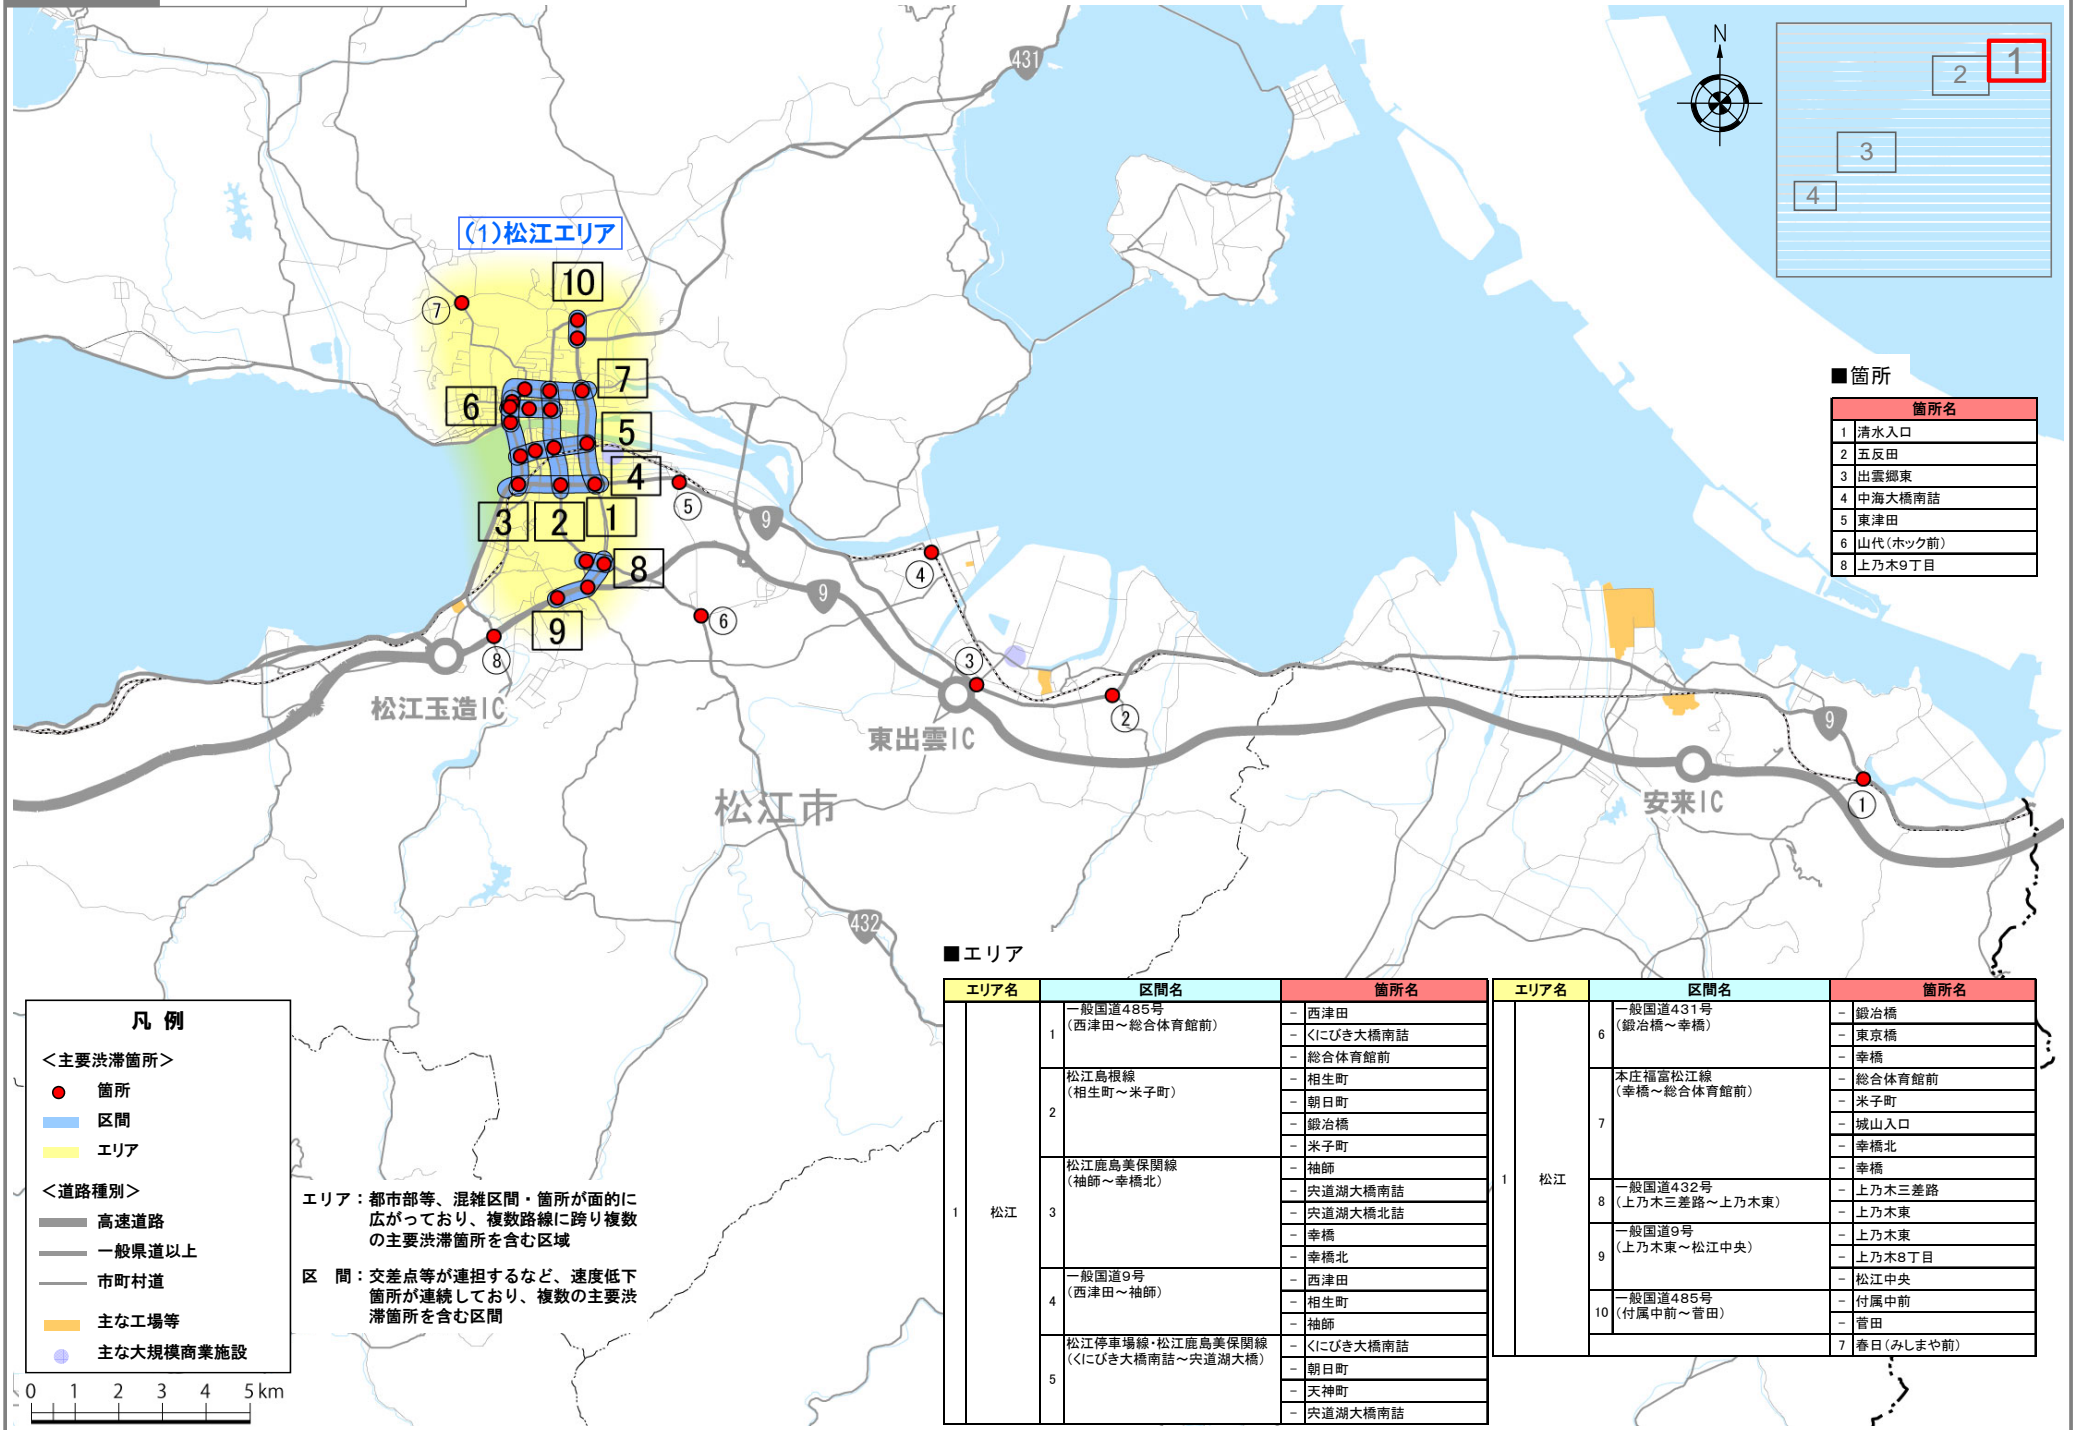 N
1
2
3
4
431
(1)松江エリア
10
⑦
7
6
5
4
3
2
1
⑤
9
8
④
9
⑥
9
⑧
③
②
松江玉造IC
東出雲IC
9
安来IC
①
松江市
432
■箇所
箇所名
1 清水入口
2 五反田
3 出雲郷東
4 中海大橋南詰
5 東津田
6 山代(ホック前)
8 上乃木9丁目
凡 例
<主要渋滞箇所>
箇所
区間
エリア
<道路種別>
高速道路
一般県道以上
市町村道
主な工場等
主な大規模商業施設
0 1 2 3 4 5km
エリア：都市部等、混雑区間・箇所が面的に
広がっており、複数路線に跨り複数
の主要渋滞箇所を含む区域
区 間：交差点等が連担するなど、速度低下
箇所が連続しており、複数の主要渋
滞箇所を含む区間
■エリア
エリア名 区間名 箇所名
1 松江
1 一般国道485号
(西津田～総合体育館前)
- 西津田
- くにびき大橋南詰
- 総合体育館前
2 松江島根線
(相生町～米子町)
- 相生町
- 朝日町
- 鍛冶橋
- 米子町
3 松江鹿島美保関線
(袖師～幸橋北)
- 袖師
- 宍道湖大橋南詰
- 宍道湖大橋北詰
- 幸橋
- 幸橋北
4 一般国道9号
(西津田～袖師)
- 西津田
- 相生町
- 袖師
5 松江停車場線・松江鹿島美保関線
(くにびき大橋南詰～宍道湖大橋)
- くにびき大橋南詰
- 朝日町
- 天神町
- 宍道湖大橋南詰
エリア名 区間名 箇所名
1 松江
6 一般国道431号
(鍛冶橋～幸橋)
- 鍛冶橋
- 東京橋
- 幸橋
7 本庄福富松江線
(幸橋～総合体育館前)
- 総合体育館前
- 米子町
- 城山入口
- 幸橋北
- 幸橋
8 一般国道432号
(上乃木三差路～上乃木東)
- 上乃木三差路
- 上乃木東
9 一般国道9号
(上乃木東～松江中央)
- 上乃木東
- 上乃木8丁目
- 松江中央
10 一般国道485号
(付属中前～菅田)
- 付属中前
- 菅田
7 春日(みしまや前)